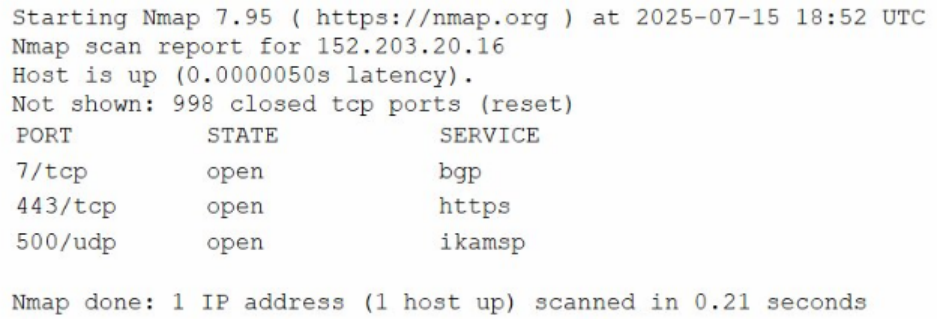 Starting Nmap 7.95 ( https://nmap.org ) at 2025-07-15 18:52 UTC
Nmap scan report for 152.203.20.16
Host is up (0.0000050s latency).
Not shown: 998 closed tcp ports (reset)
PORT STATE SERVICE
7/tcp open bgp
443/tcp open https
500/udp open ikamsp
Nmap done: 1 IP address (1 host up) scanned in 0.21 seconds